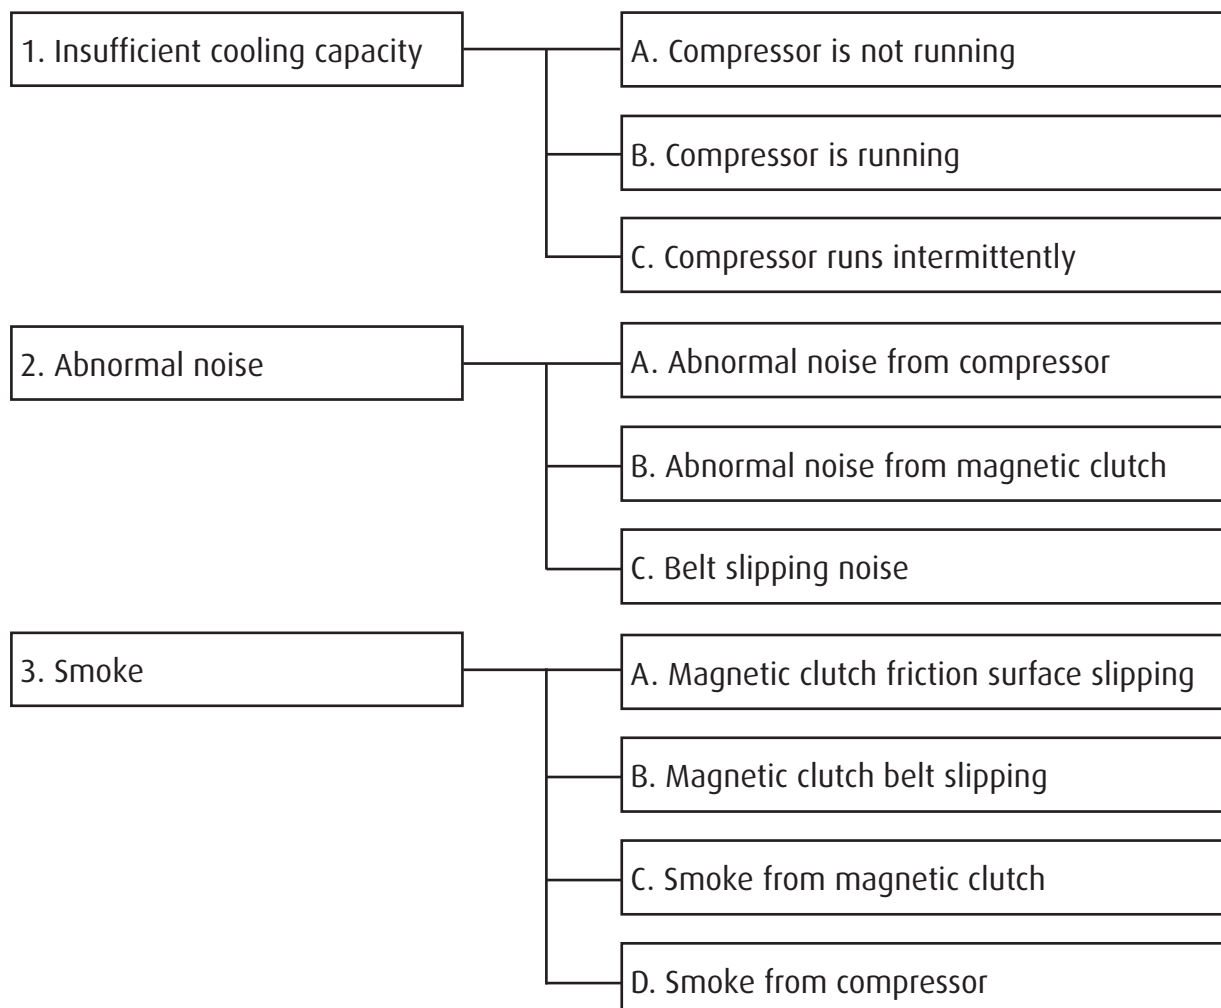 1. Insufficient cooling capacity
A. Compressor is not running
B. Compressor is running
C. Compressor runs intermittently
2. Abnormal noise
A. Abnormal noise from compressor
B. Abnormal noise from magnetic clutch
C. Belt slipping noise
3. Smoke
A. Magnetic clutch friction surface slipping
B. Magnetic clutch belt slipping
C. Smoke from magnetic clutch
D. Smoke from compressor